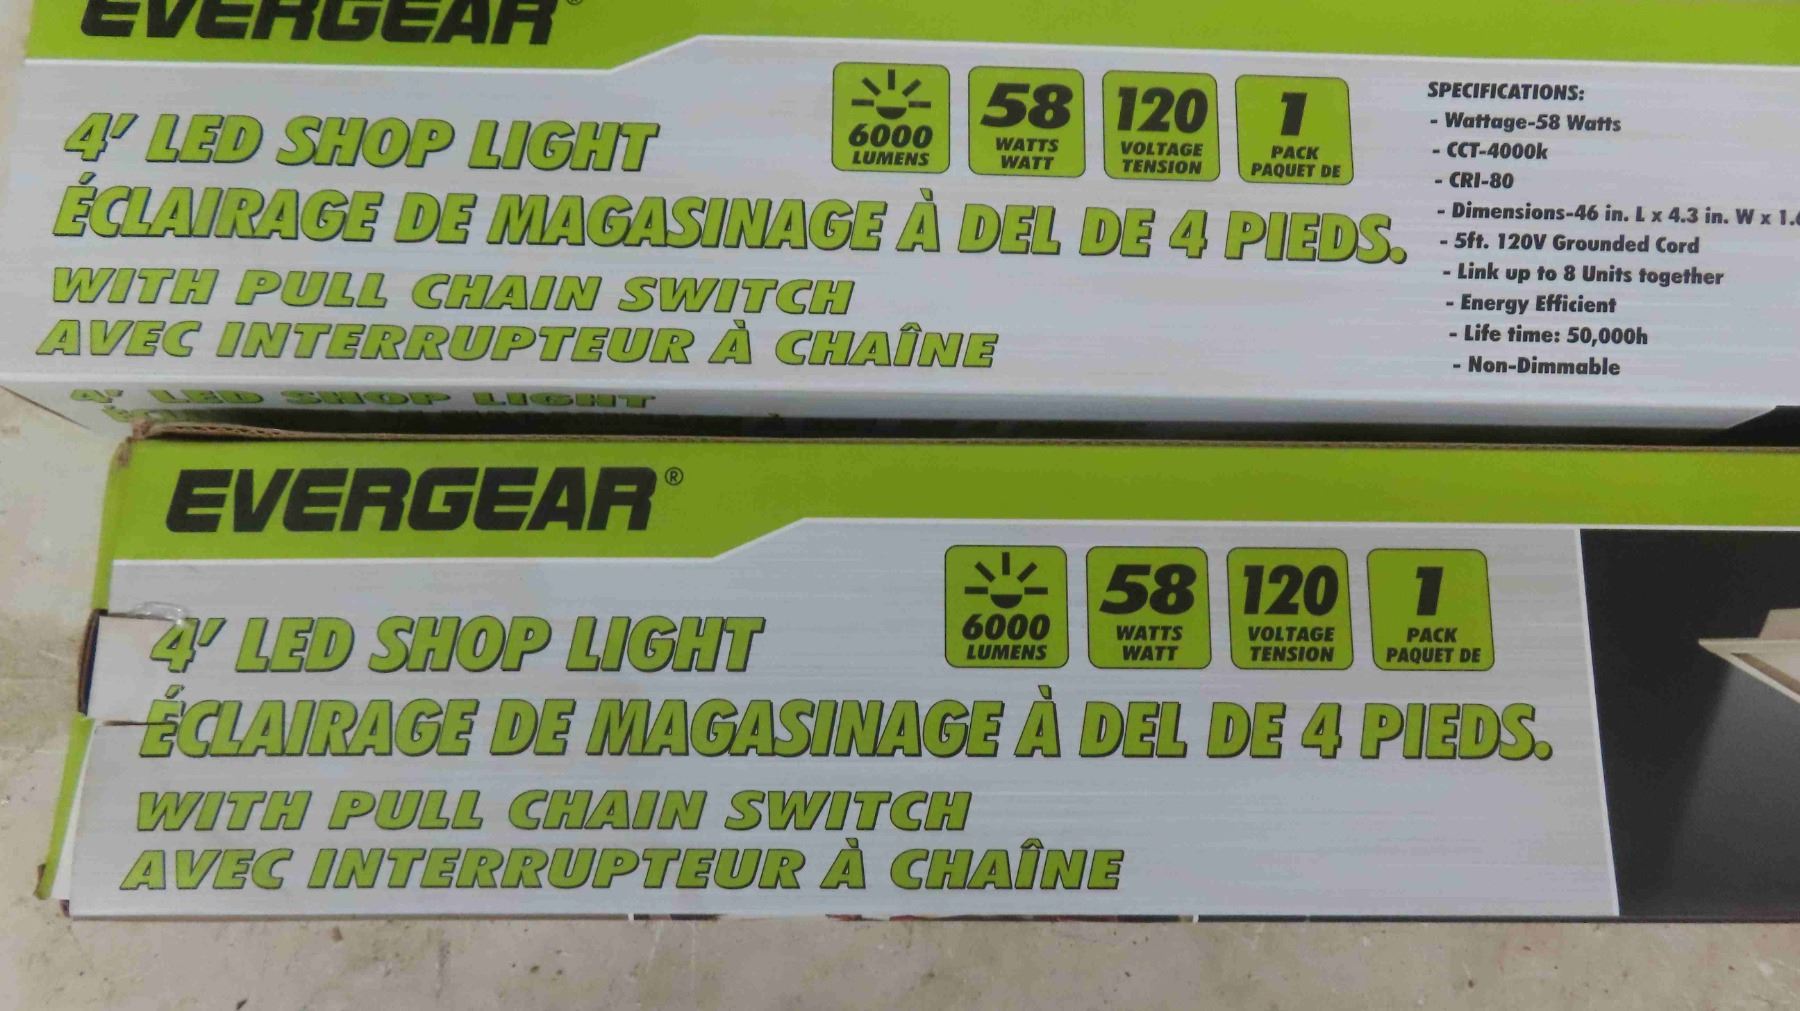 EVERGEAR®
4' LED SHOP LIGHT
ÉCLAIRAGE DE MAGASINAGE À DEL DE 4 PIEDS.
WITH PULL CHAIN SWITCH
AVEC INTERRUPTEUR À CHAÎNE
6000
LUMENS
58
WATTS
WATT
120
VOLTAGE
TENSION
1
PACK
PAQUET DE
SPECIFICATIONS:
- Wattage-58 Watts
- CCT-4000k
- CRI-80
- Dimensions-46 in. L x 4.3 in. W x
- 5ft. 120V Grounded Cord
- Link up to 8 Units together
- Energy Efficient
- Life time: 50,000h
- Non-Dimmable
4' LED SHOP LIGHT
EVERGEAR®
4' LED SHOP LIGHT
ÉCLAIRAGE DE MAGASINAGE À DEL DE 4 PIEDS.
WITH PULL CHAIN SWITCH
AVEC INTERRUPTEUR À CHAÎNE
6000
LUMENS
58
WATTS
WATT
120
VOLTAGE
TENSION
1
PACK
PAQUET DE